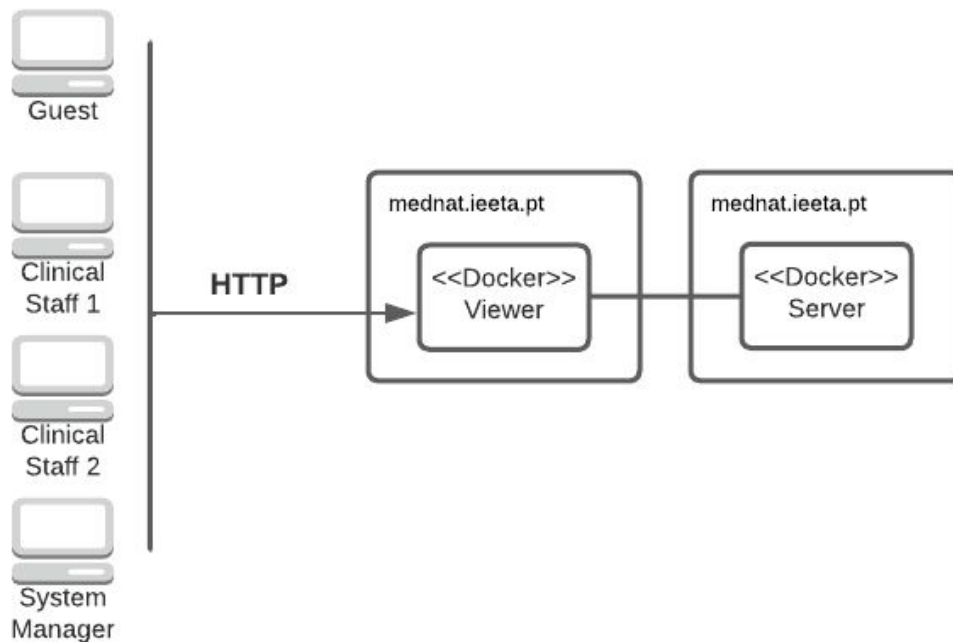 Guest
Clinical
Staff 1
Clinical
Staff 2
System
Manager
HTTP
mednat.ieeta.pt
<<Docker>>
Viewer
mednat.ieeta.pt
<<Docker>>
Server